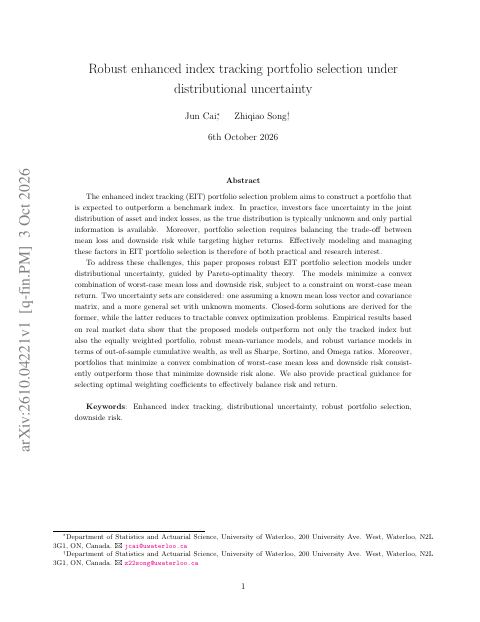 Robust enhanced index tracking portfolio selection under
distributional uncertainty
Jun Cai* Zhiqiao Song†
6th October 2026
Abstract
The enhanced index tracking (EIT) portfolio selection problem aims to construct a portfolio that
is expected to outperform a benchmark index. In practice, investors face uncertainty in the joint
distribution of asset and index losses, as the true distribution is typically unknown and only partial
information is available. Moreover, portfolio selection requires balancing the trade-off between
mean loss and downside risk while targeting higher returns. Effectively modeling and managing
these factors in EIT portfolio selection is therefore of both practical and research interest.
To address these challenges, this paper proposes robust EIT portfolio selection models under
distributional uncertainty, guided by Pareto-optimality theory. The models minimize a convex
combination of worst-case mean loss and downside risk, subject to a constraint on worst-case mean
return. Two uncertainty sets are considered: one assuming a known mean loss vector and covariance
matrix, and a more general set with unknown moments. Closed-form solutions are derived for the
former, while the latter reduces to tractable convex optimization problems. Empirical results based
on real market data show that the proposed models outperform not only the tracked index but
also the equally weighted portfolio, robust mean-variance models, and robust variance models in
terms of out-of-sample cumulative wealth, as well as Sharpe, Sortino, and Omega ratios. Moreover,
portfolios that minimize a convex combination of worst-case mean loss and downside risk consist-
ently outperform those that minimize downside risk alone. We also provide practical guidance for
selecting optimal weighting coefficients to effectively balance risk and return.
Keywords: Enhanced index tracking, distributional uncertainty, robust portfolio selection,
downside risk.
*Department of Statistics and Actuarial Science, University of Waterloo, 200 University Ave. West, Waterloo, N2L
3G1, ON, Canada. ✉ jcai@uwaterloo.ca
†Department of Statistics and Actuarial Science, University of Waterloo, 200 University Ave. West, Waterloo, N2L
3G1, ON, Canada. ✉ z22song@uwaterloo.ca
1
arXiv:2610.04221v1 [q-fin.PM] 3 Oct 2026